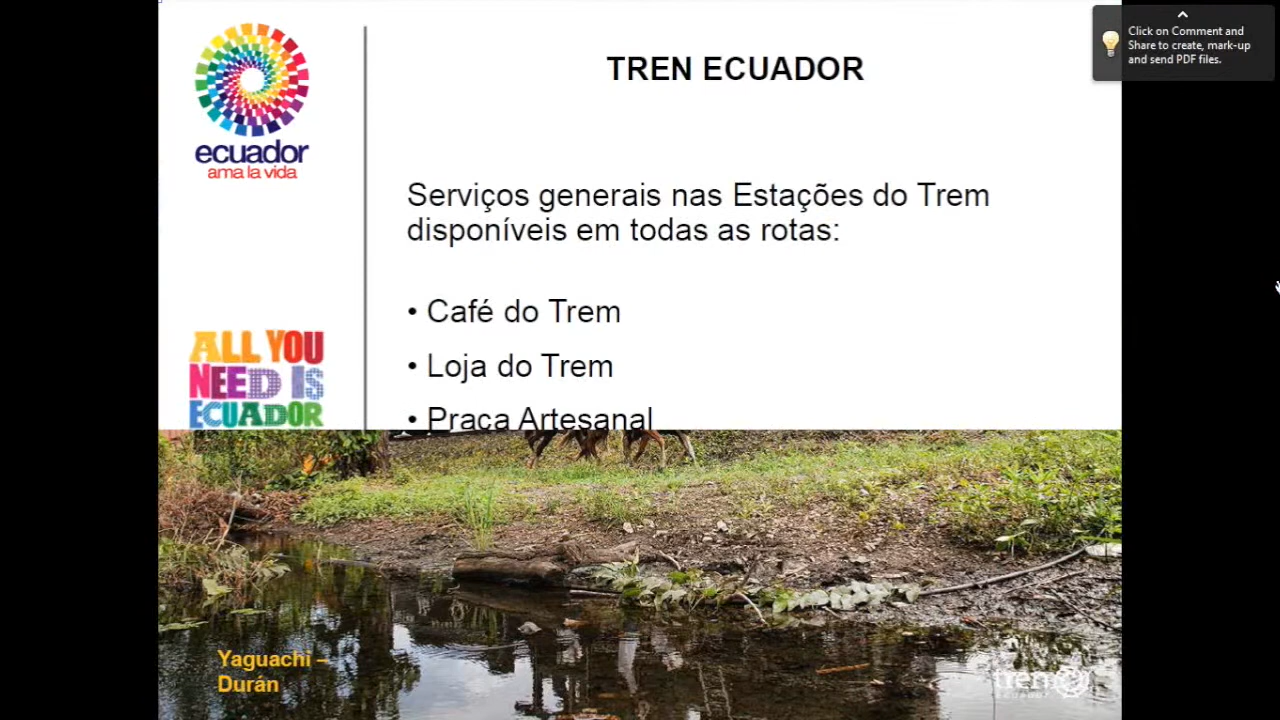 Click on Comment and
Share to create, mark-up
and send PDF files.
ecuador
ama la vida
TREN ECUADOR
Serviços generais nas Estações do Trem
disponíveis em todas as rotas:
• Café do Trem
• Loja do Trem
• Praça Artesanal
ALL YOU
NEED IS
ECUADOR
Yaguachi –
Durán
tren
ECUADOR